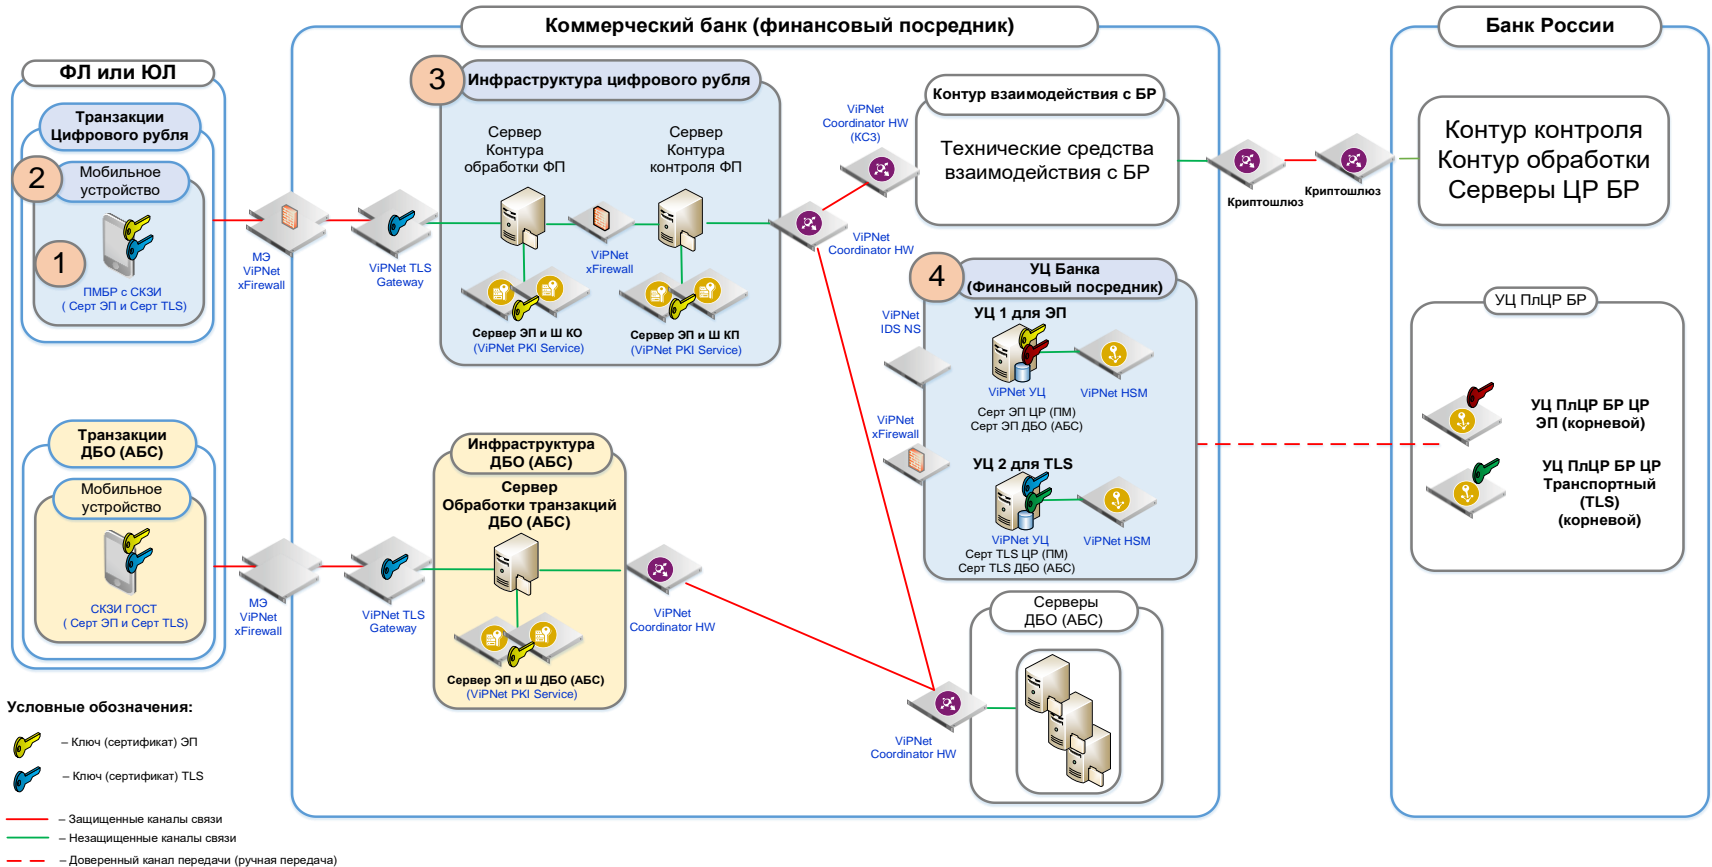 Коммерческий банк (финансовый посредник)
Банк России
ФЛ или ЮЛ
Транзакции
Цифрового рубля
2
Мобильное
устройство
1
ПМБР с СКЗИ
( Серт ЭП и Серт TLS)
МЭ
ViPNet
xFirewall
ViPNet TLS
Gateway
3
Инфраструктура цифрового рубля
Сервер
Контура
обработки ФП
Сервер
Контура
контроля ФП
ViPNet
xFirewall
Сервер ЭП и Ш КО
(ViPNet PKI Service)
Сервер ЭП и Ш КП
(ViPNet PKI Service)
ViPNet
Coordinator HW
(КС3)
ViPNet
Coordinator HW
Контур взаимодействия с БР
Технические средства
взаимодействия с БР
Криптошлюз
Криптошлюз
Контур контроля
Контур обработки
Серверы ЦР БР
4
УЦ Банка
(Финансовый посредник)
УЦ 1 для ЭП
ViPNet УЦ
ViPNet HSM
Серт ЭП ЦР (ПМ)
Серт ЭП ДБО (АБС)
УЦ 2 для TLS
ViPNet УЦ
ViPNet HSM
Серт TLS ЦР (ПМ)
Серт TLS ДБО (АБС)
ViPNet
IDS NS
ViPNet
xFirewall
УЦ ПлЦР БР
УЦ ПлЦР БР ЦР
ЭП (корневой)
УЦ ПлЦР БР ЦР
Транспортный
(TLS)
(корневой)
Транзакции
ДБО (АБС)
Мобильное
устройство
СКЗИ ГОСТ
( Серт ЭП и Серт TLS)
МЭ
ViPNet
xFirewall
ViPNet TLS
Gateway
Инфраструктура
ДБО (АБС)
Сервер
Обработки транзакций
ДБО (АБС)
Сервер ЭП и Ш ДБО (АБС)
(ViPNet PKI Service)
ViPNet
Coordinator HW
Серверы
ДБО (АБС)
ViPNet
Coordinator HW
Условные обозначения:
– Ключ (сертификат) ЭП
– Ключ (сертификат) TLS
– Защищенные каналы связи
– Незащищенные каналы связи
– Доверенный канал передачи (ручная передача)